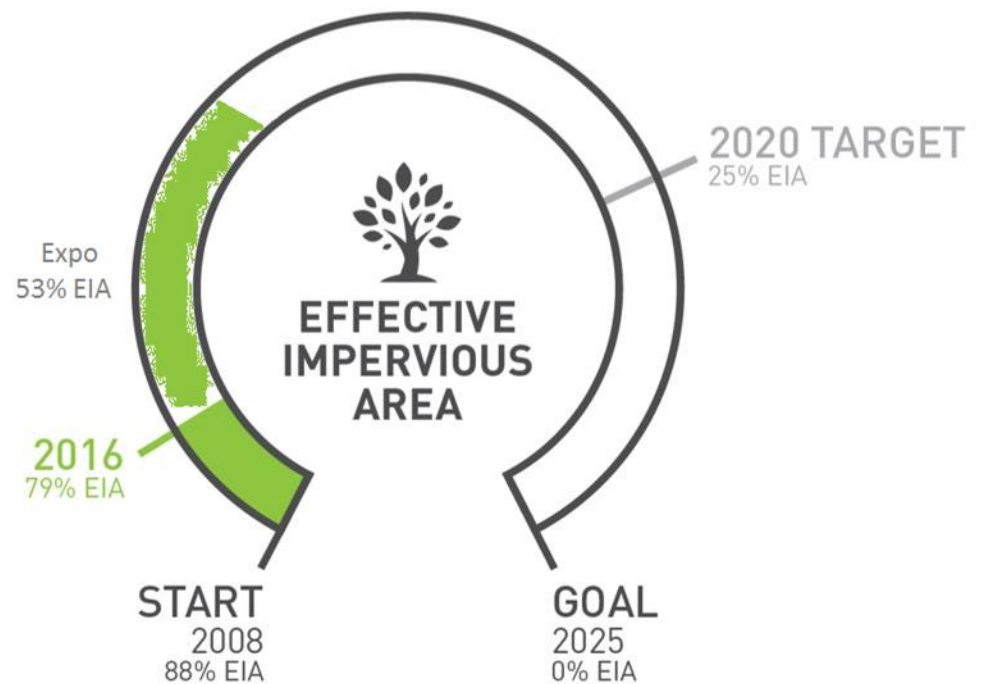 2020 TARGET
25% EIA
Expo
53% EIA
EFFECTIVE
IMPERVIOUS
AREA
2016
79% EIA
START
2008
88% EIA
GOAL
2025
0% EIA